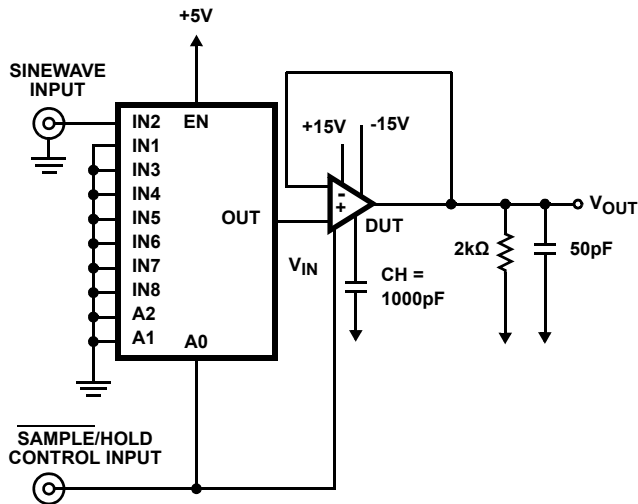 +5V
SINEWAVE
INPUT
IN2
EN
IN1
IN3
IN4
IN5
IN6
IN7
IN8
A2
A1
A0
OUT
+15V
-15V
-
+
DUT
V_IN
CH =
1000pF
V_OUT
2kΩ
50pF
SAMPLE/HOLD
CONTROL INPUT